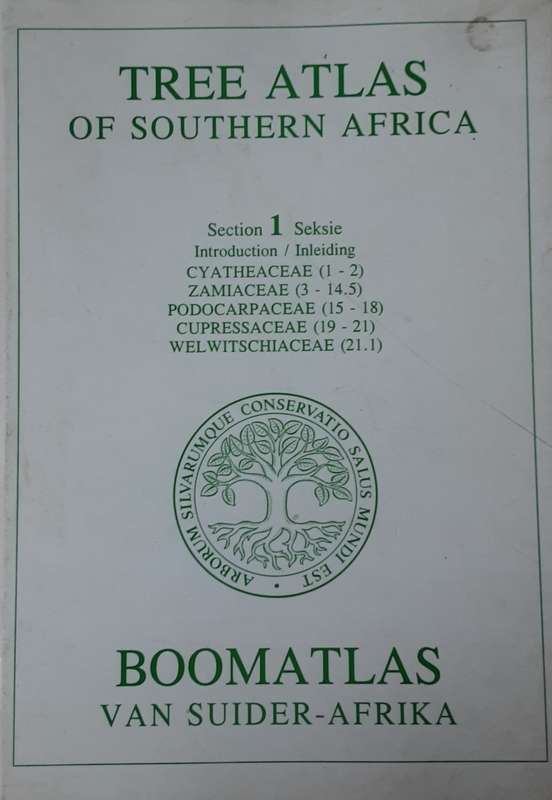 TREE ATLAS
OF SOUTHERN AFRICA
Section 1 Seksie
Introduction / Inleiding
CYATHEACEAE (1 - 2)
ZAMIACEAE (3 - 14.5)
PODOCARPACEAE (15 - 18)
CUPRESSACEAE (19 - 21)
WELWITSCHIACEAE (21.1)
ARBORUM SILVARUMQUE CONSERVATIO SALUS MUNDI EST
BOOMATLAS
VAN SUIDER-AFRIKA